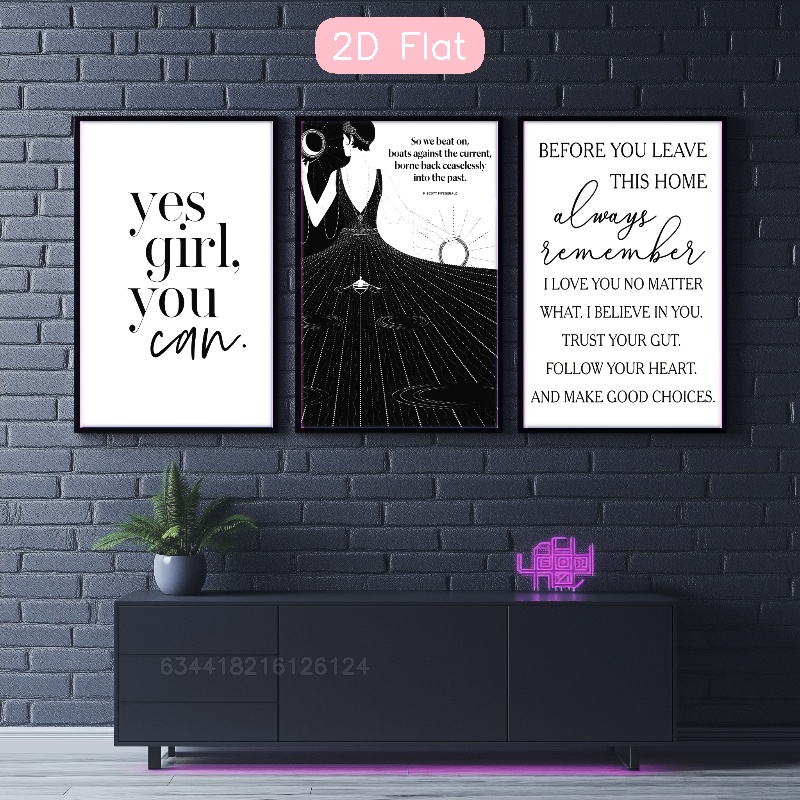 2D Flat
yes
girl,
you
can.
So we beat on,
boats against the current,
borne back ceaselessly
into the past.
F. SCOTT FITZGERALD
BEFORE YOU LEAVE
THIS HOME
always
remember
I LOVE YOU NO MATTER
WHAT. I BELIEVE IN YOU.
TRUST YOUR GUT.
FOLLOW YOUR HEART.
AND MAKE GOOD CHOICES.
634418216126124